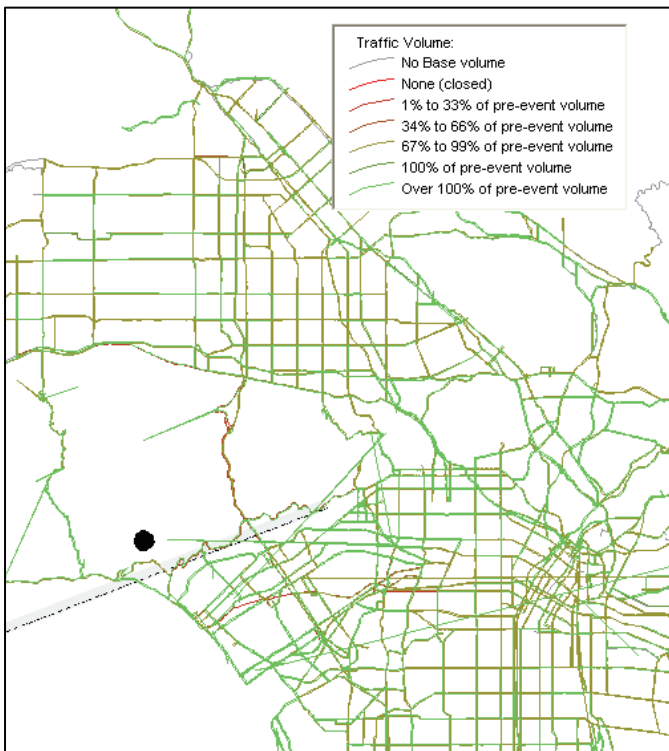 Traffic Volume:
No Base volume
None (closed)
1% to 33% of pre-event volume
34% to 66% of pre-event volume
67% to 99% of pre-event volume
100% of pre-event volume
Over 100% of pre-event volume